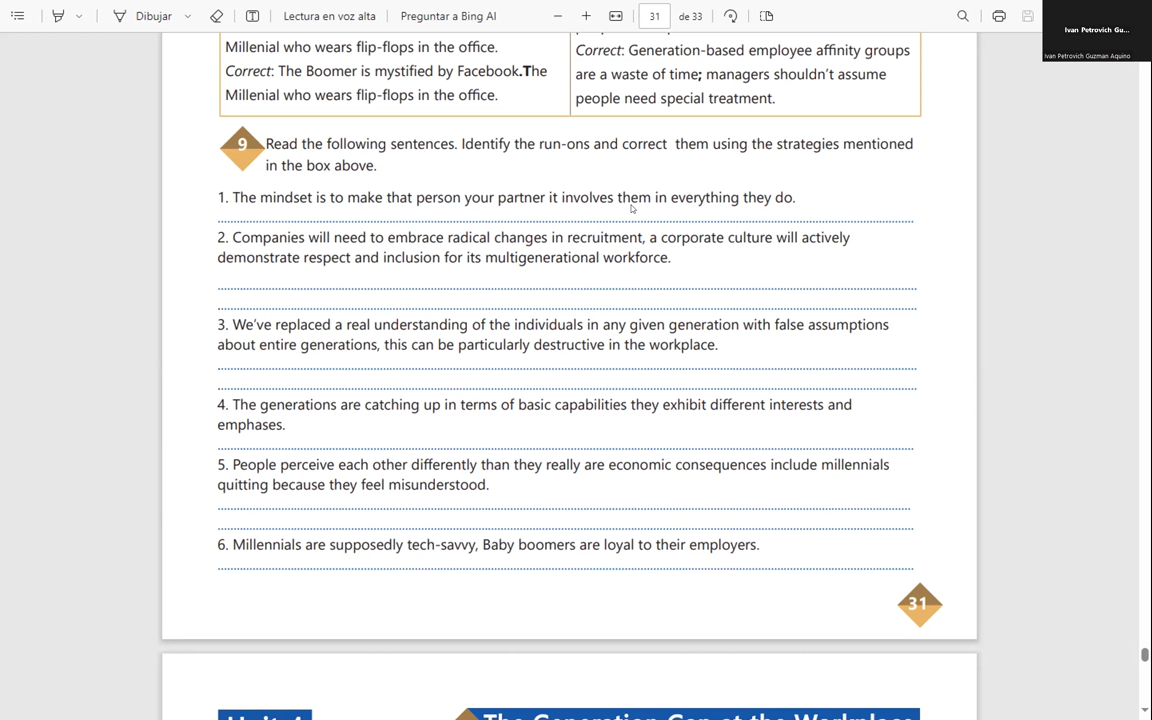 Dibujar
Lectura en voz alta
Preguntar a Bing AI
31
de 33
Ivan Petrovich Gu...
Ivan Petrovich Guzman Aquino
Millenial who wears flip-flops in the office.
Correct: The Boomer is mystified by Facebook.The
Millenial who wears flip-flops in the office.
Correct: Generation-based employee affinity groups
are a waste of time; managers shouldn't assume
people need special treatment.
9
Read the following sentences. Identify the run-ons and correct them using the strategies mentioned
in the box above.
1. The mindset is to make that person your partner it involves them in everything they do.
2. Companies will need to embrace radical changes in recruitment, a corporate culture will actively
demonstrate respect and inclusion for its multigenerational workforce.
3. We've replaced a real understanding of the individuals in any given generation with false assumptions
about entire generations, this can be particularly destructive in the workplace.
4. The generations are catching up in terms of basic capabilities they exhibit different interests and
emphases.
5. People perceive each other differently than they really are economic consequences include millennials
quitting because they feel misunderstood.
6. Millennials are supposedly tech-savvy, Baby boomers are loyal to their employers.
31
Unit 4
The Generation Gap at the Workplace